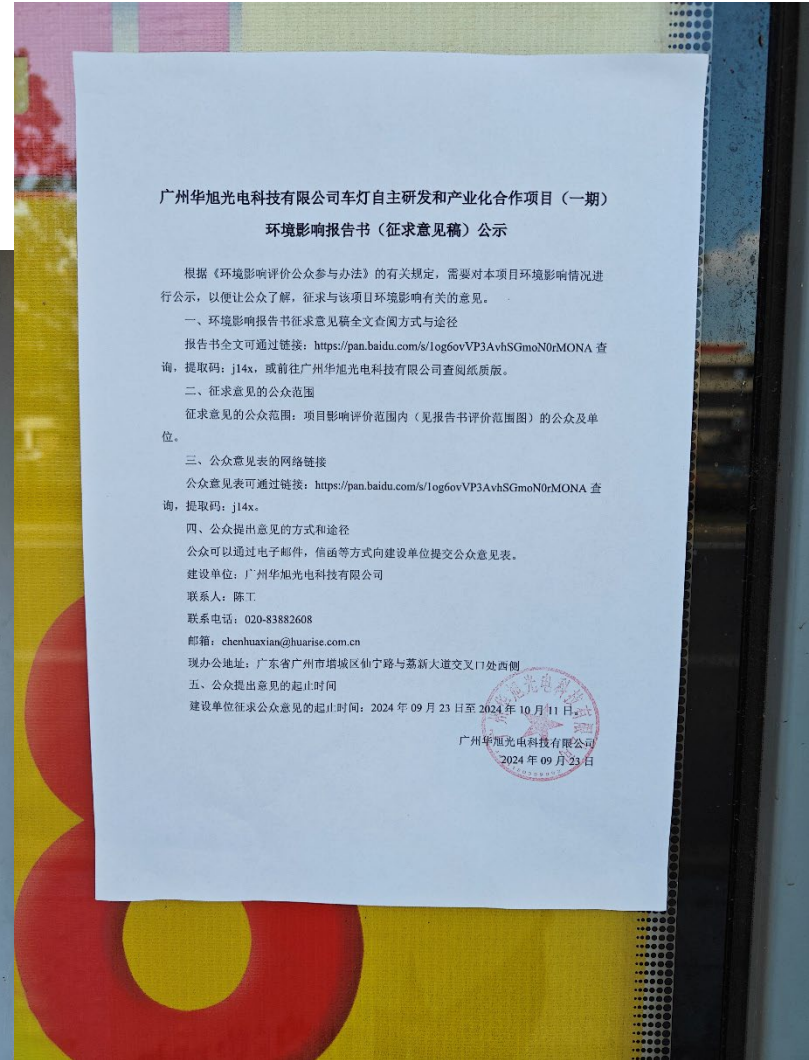 广州华旭光电科技有限公司车灯自主研发和产业化合作项目（一期）
环境影响报告书（征求意见稿）公示
根据《环境影响评价公众参与办法》的有关规定，需要对本项目环境影响情况进
行公示，以便让公众了解，征求与该项目环境影响有关的意见。
一、环境影响报告书征求意见稿全文查阅方式与途径
报告书全文可通过链接：https://pan.baidu.com/s/1og6ovVP3AvhSGmoN0rMONA 查
询，提取码：j14x，或前往广州华旭光电科技有限公司查阅纸质版。
二、征求意见的公众范围
征求意见的公众范围：项目影响评价范围内（见报告书评价范围图）的公众及单
位。
三、公众意见表的网络链接
公众意见表可通过链接：https://pan.baidu.com/s/1og6ovVP3AvhSGmoN0rMONA 查
询，提取码：j14x。
四、公众提出意见的方式和途径
公众可以通过电子邮件，信函等方式向建设单位提交公众意见表。
建设单位：广州华旭光电科技有限公司
联系人：陈工
联系电话：020-83882608
邮箱：chenhuaxian@huarise.com.cn
现办公地址：广东省广州市增城区仙宁路与荔新大道交叉口处西侧
五、公众提出意见的起止时间
建设单位征求公众意见的起止时间：2024 年 09 月 23 日至 2024 年 10 月 11 日。
广州华旭光电科技有限公司
2024 年 09 月 23 日